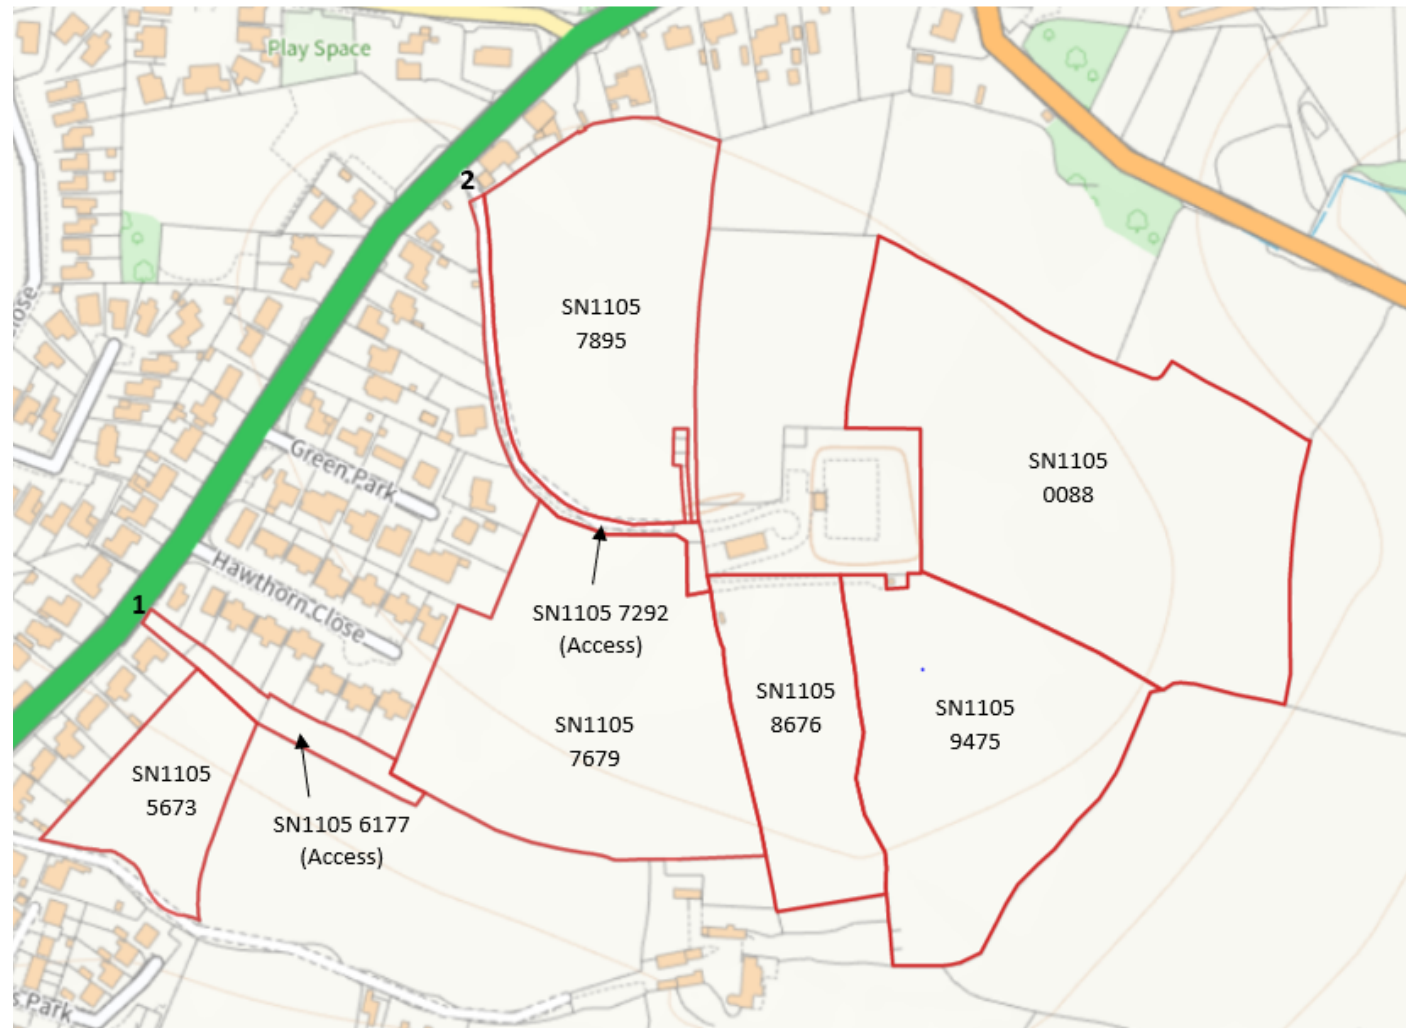 Play Space
2
SN1105
7895
Close
Green Park
SN1105
0088
Hawthorn Close
1
SN1105 7292
(Access)
SN1105
8676
SN1105
9475
SN1105
7679
SN1105
5673
SN1105 6177
(Access)
s Park